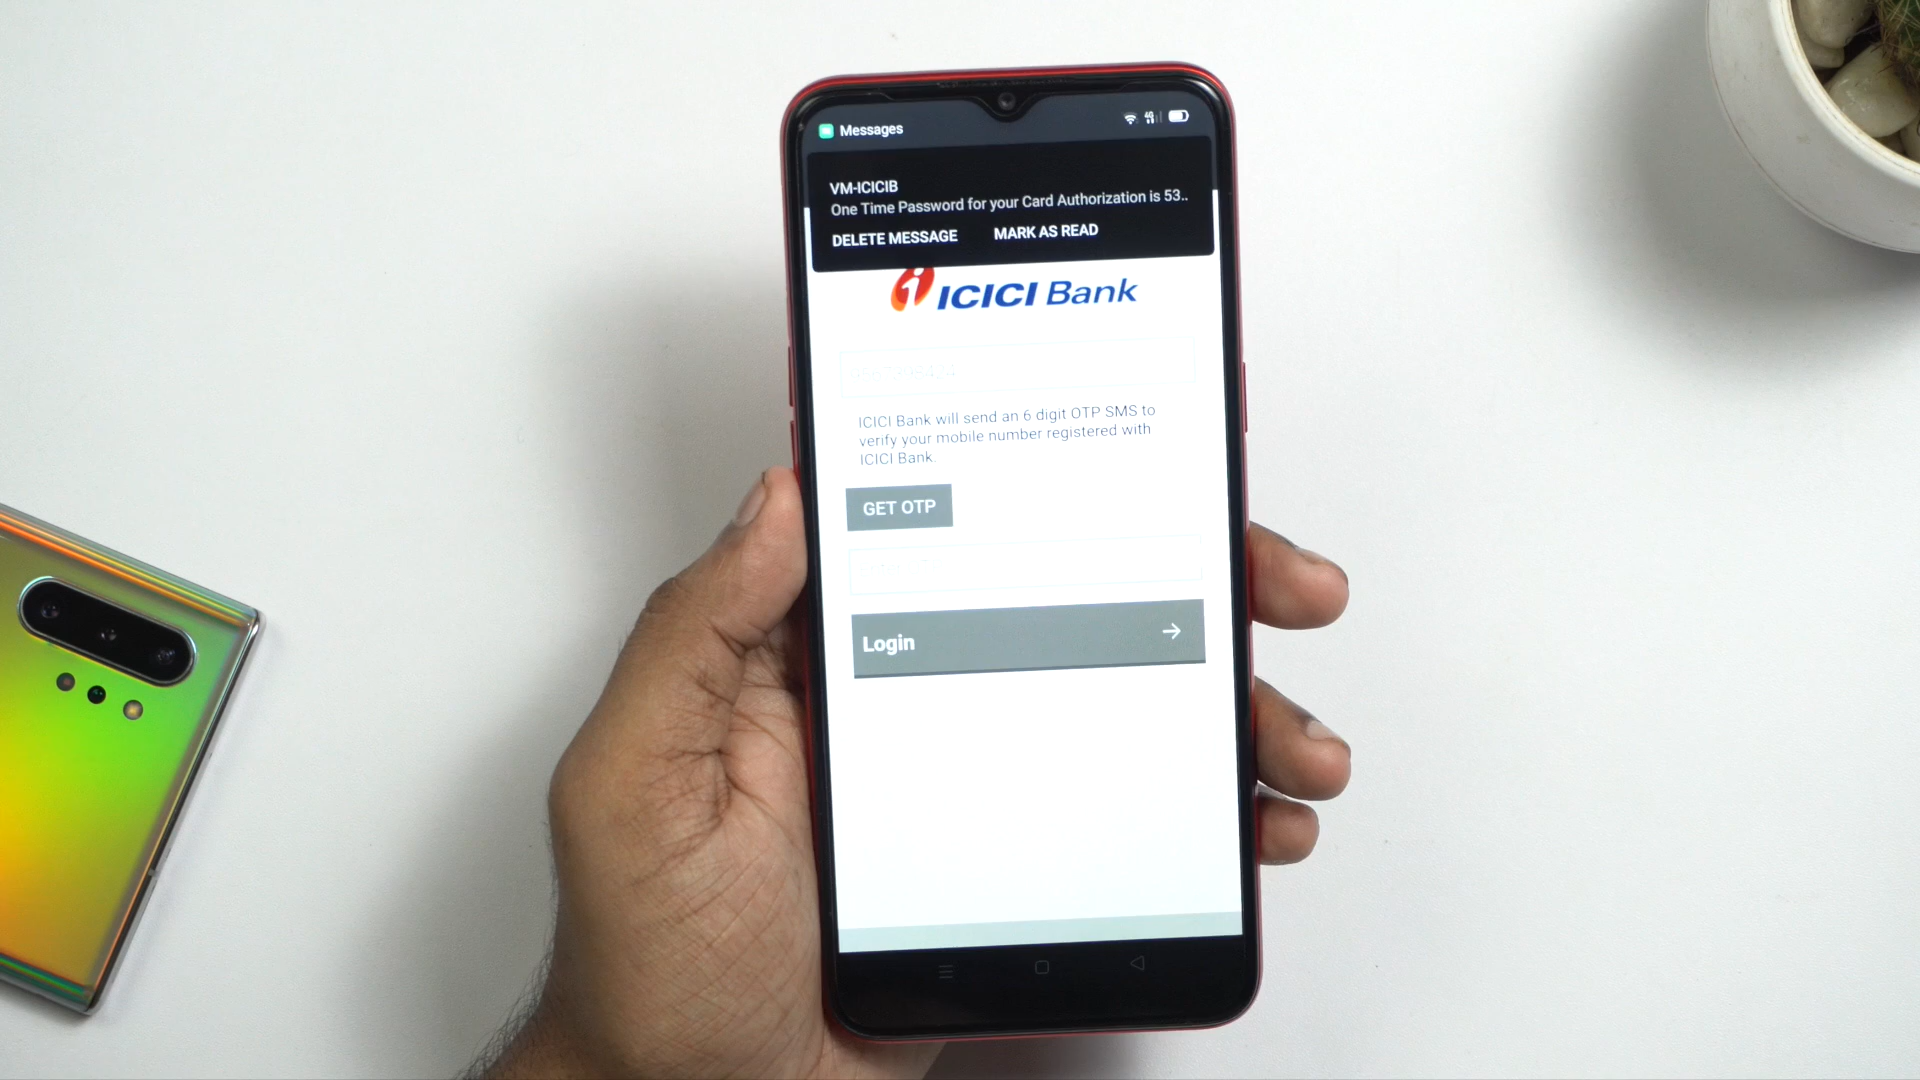 Messages
4G
VM-ICICIB
One Time Password for your Card Authorization is 53..
DELETE MESSAGE MARK AS READ
ICICI Bank
ICICI Bank will send an 6 digit OTP SMS to
verify your mobile number registered with
ICICI Bank.
GET OTP
Login